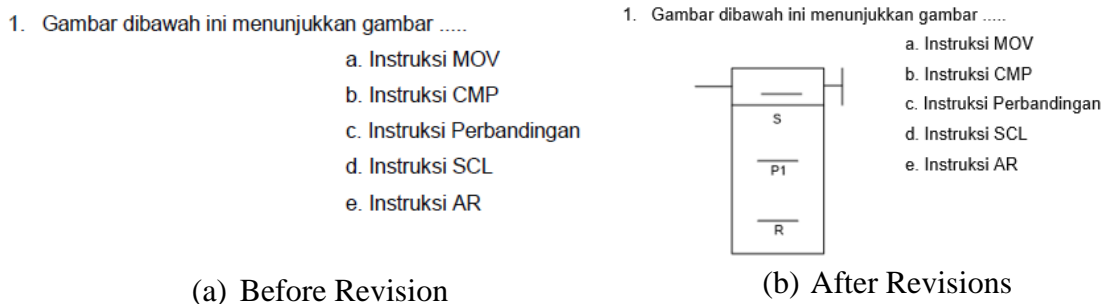 1. Gambar dibawah ini menunjukkan gambar .....
a. Instruksi MOV
b. Instruksi CMP
c. Instruksi Perbandingan
d. Instruksi SCL
e. Instruksi AR
(a) Before Revision
1. Gambar dibawah ini menunjukkan gambar .....
a. Instruksi MOV
b. Instruksi CMP
c. Instruksi Perbandingan
d. Instruksi SCL
e. Instruksi AR
S
P1
R
(b) After Revisions